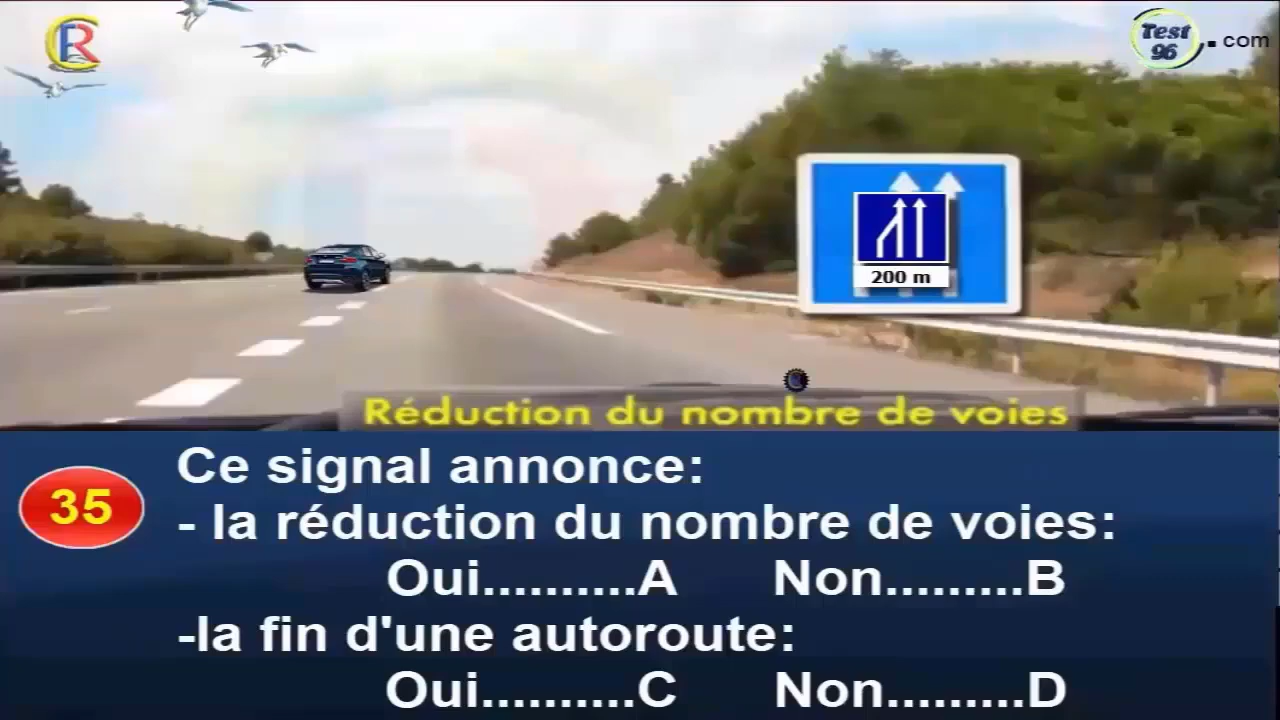 CR
Test
96
. com
200 m
Réduction du nombre de voies
35
Ce signal annonce:
- la réduction du nombre de voies:
Oui..........A Non.........B
-la fin d'une autoroute:
Oui..........C Non.........D